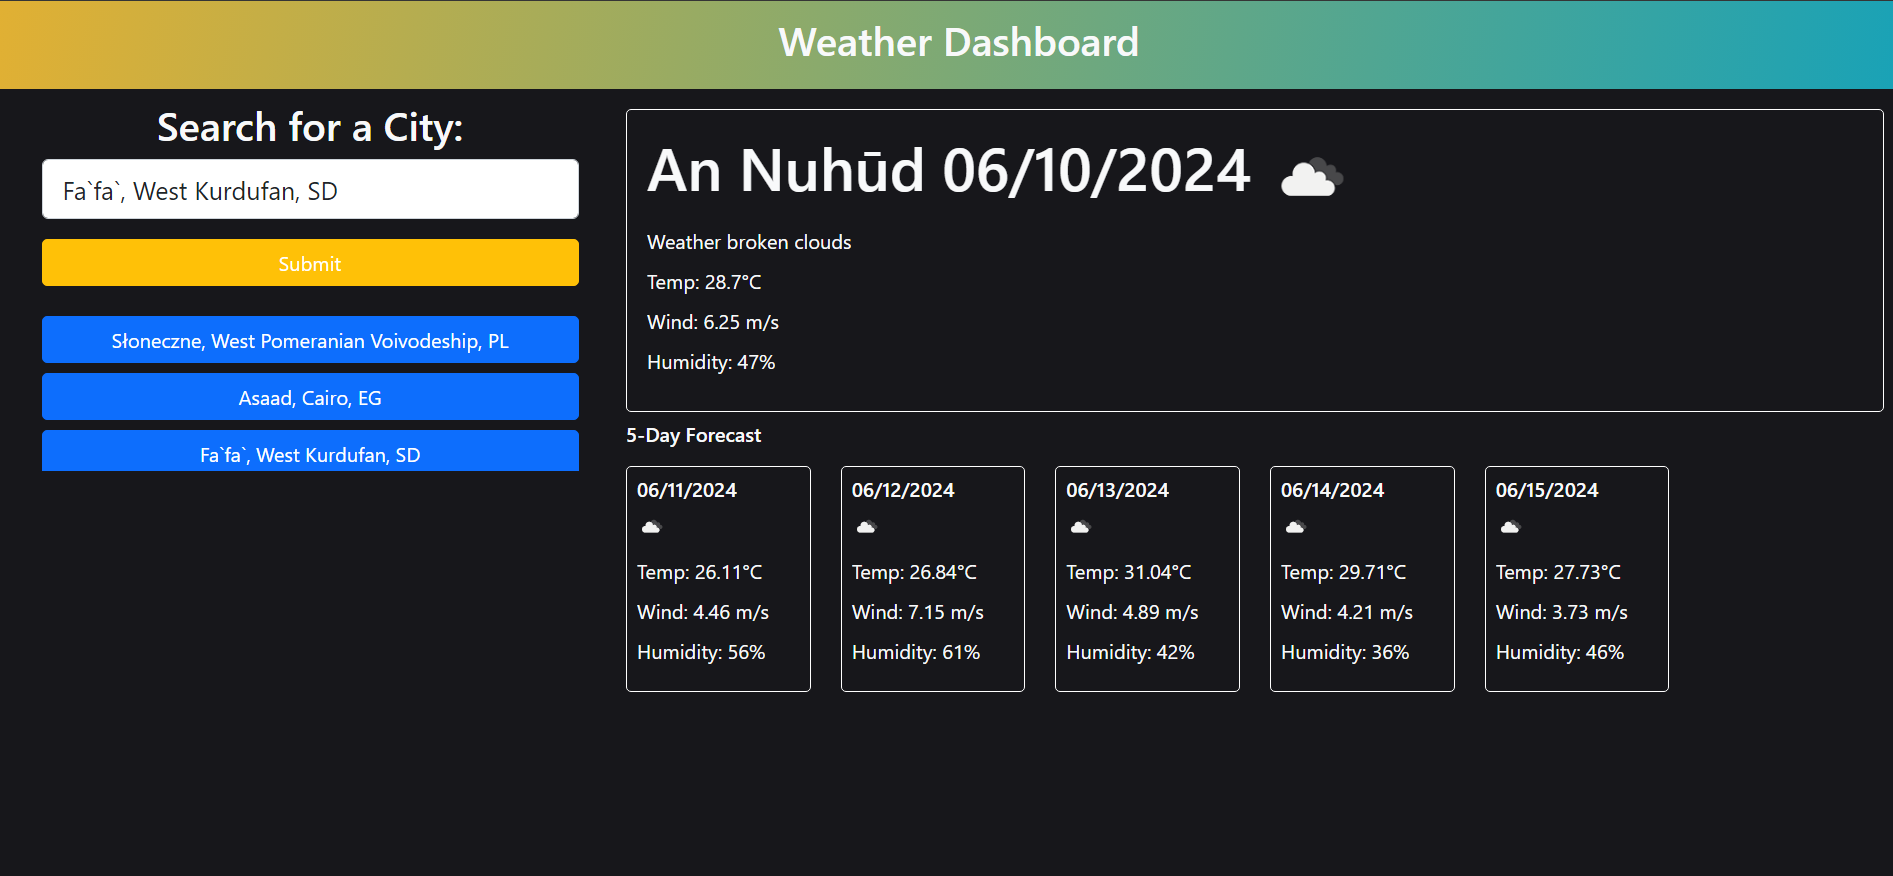 Weather Dashboard
Search for a City:
Fa`fa`, West Kurdufan, SD
Submit
Słoneczne, West Pomeranian Voivodeship, PL
Asaad, Cairo, EG
Fa`fa`, West Kurdufan, SD
An Nuhūd 06/10/2024
Weather broken clouds
Temp: 28.7°C
Wind: 6.25 m/s
Humidity: 47%
5-Day Forecast
06/11/2024
Temp: 26.11°C
Wind: 4.46 m/s
Humidity: 56%
06/12/2024
Temp: 26.84°C
Wind: 7.15 m/s
Humidity: 61%
06/13/2024
Temp: 31.04°C
Wind: 4.89 m/s
Humidity: 42%
06/14/2024
Temp: 29.71°C
Wind: 4.21 m/s
Humidity: 36%
06/15/2024
Temp: 27.73°C
Wind: 3.73 m/s
Humidity: 46%